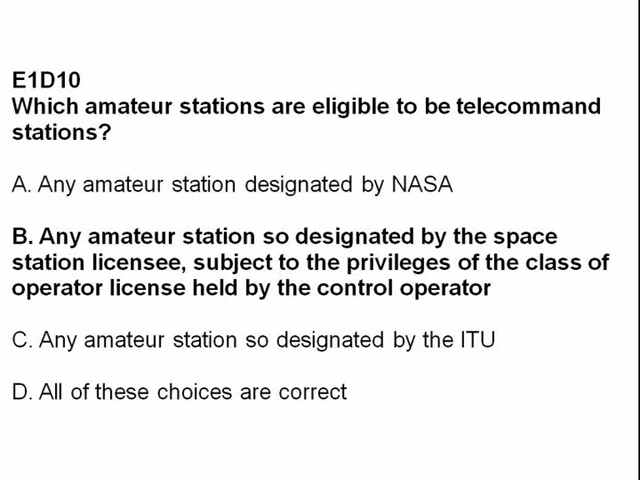 E1D10
Which amateur stations are eligible to be telecommand
stations?
A. Any amateur station designated by NASA
B. Any amateur station so designated by the space
station licensee, subject to the privileges of the class of
operator license held by the control operator
C. Any amateur station so designated by the ITU
D. All of these choices are correct